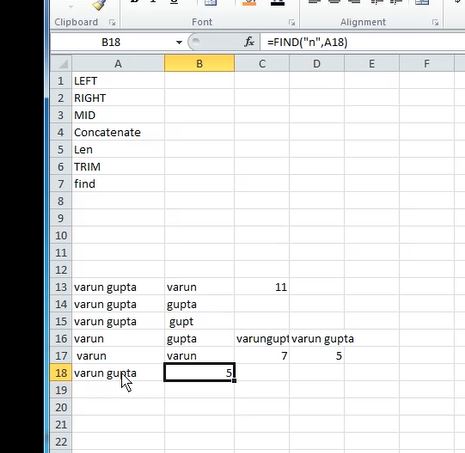 Clipboard Font Alignment
B18 fx =FIND("n",A18)
A B C D E F
1 LEFT
2 RIGHT
3 MID
4 Concatenate
5 Len
6 TRIM
7 find
8
9
10
11
12
13 varun gupta varun 11
14 varun gupta gupta
15 varun gupta gupt
16 varun gupta varungupt varun gupta
17 varun varun 7 5
18 varun gupta 5
19
20
21
22